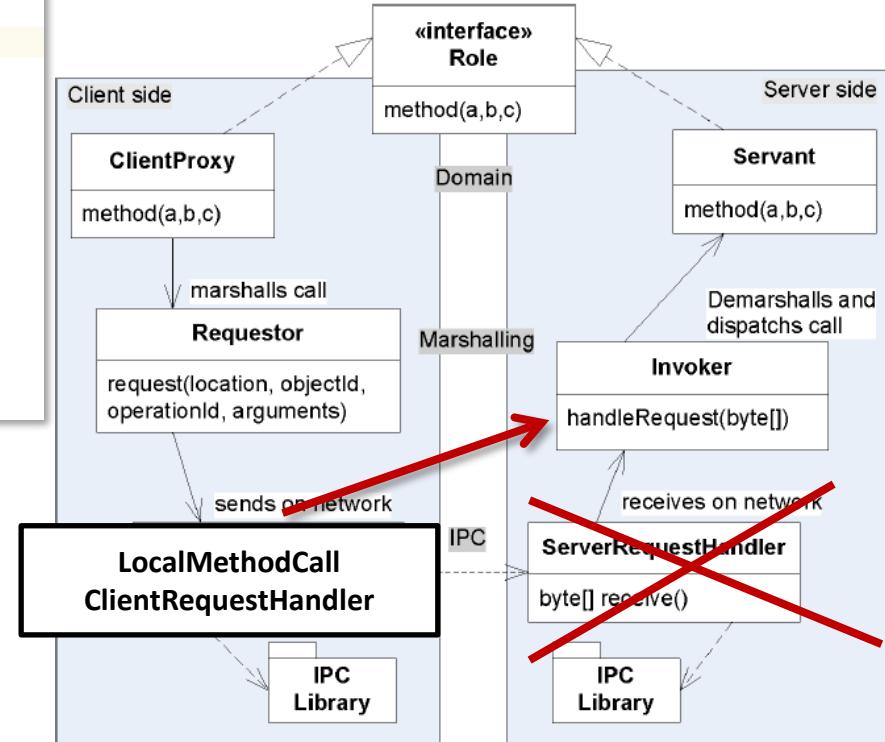 «interface»
Role
method(a,b,c)
Client side
Server side
ClientProxy
method(a,b,c)
Domain
Servant
method(a,b,c)
marshalls call
Demarshalls and
dispatchs call
Requestor
request(location, objectId,
operationId, arguments)
Marshalling
Invoker
handleRequest(byte[])
sends on network
receives on network
IPC
LocalMethodCall
ClientRequestHandler
ServerRequestHandler
byte[] receive()
IPC
Library
IPC
Library